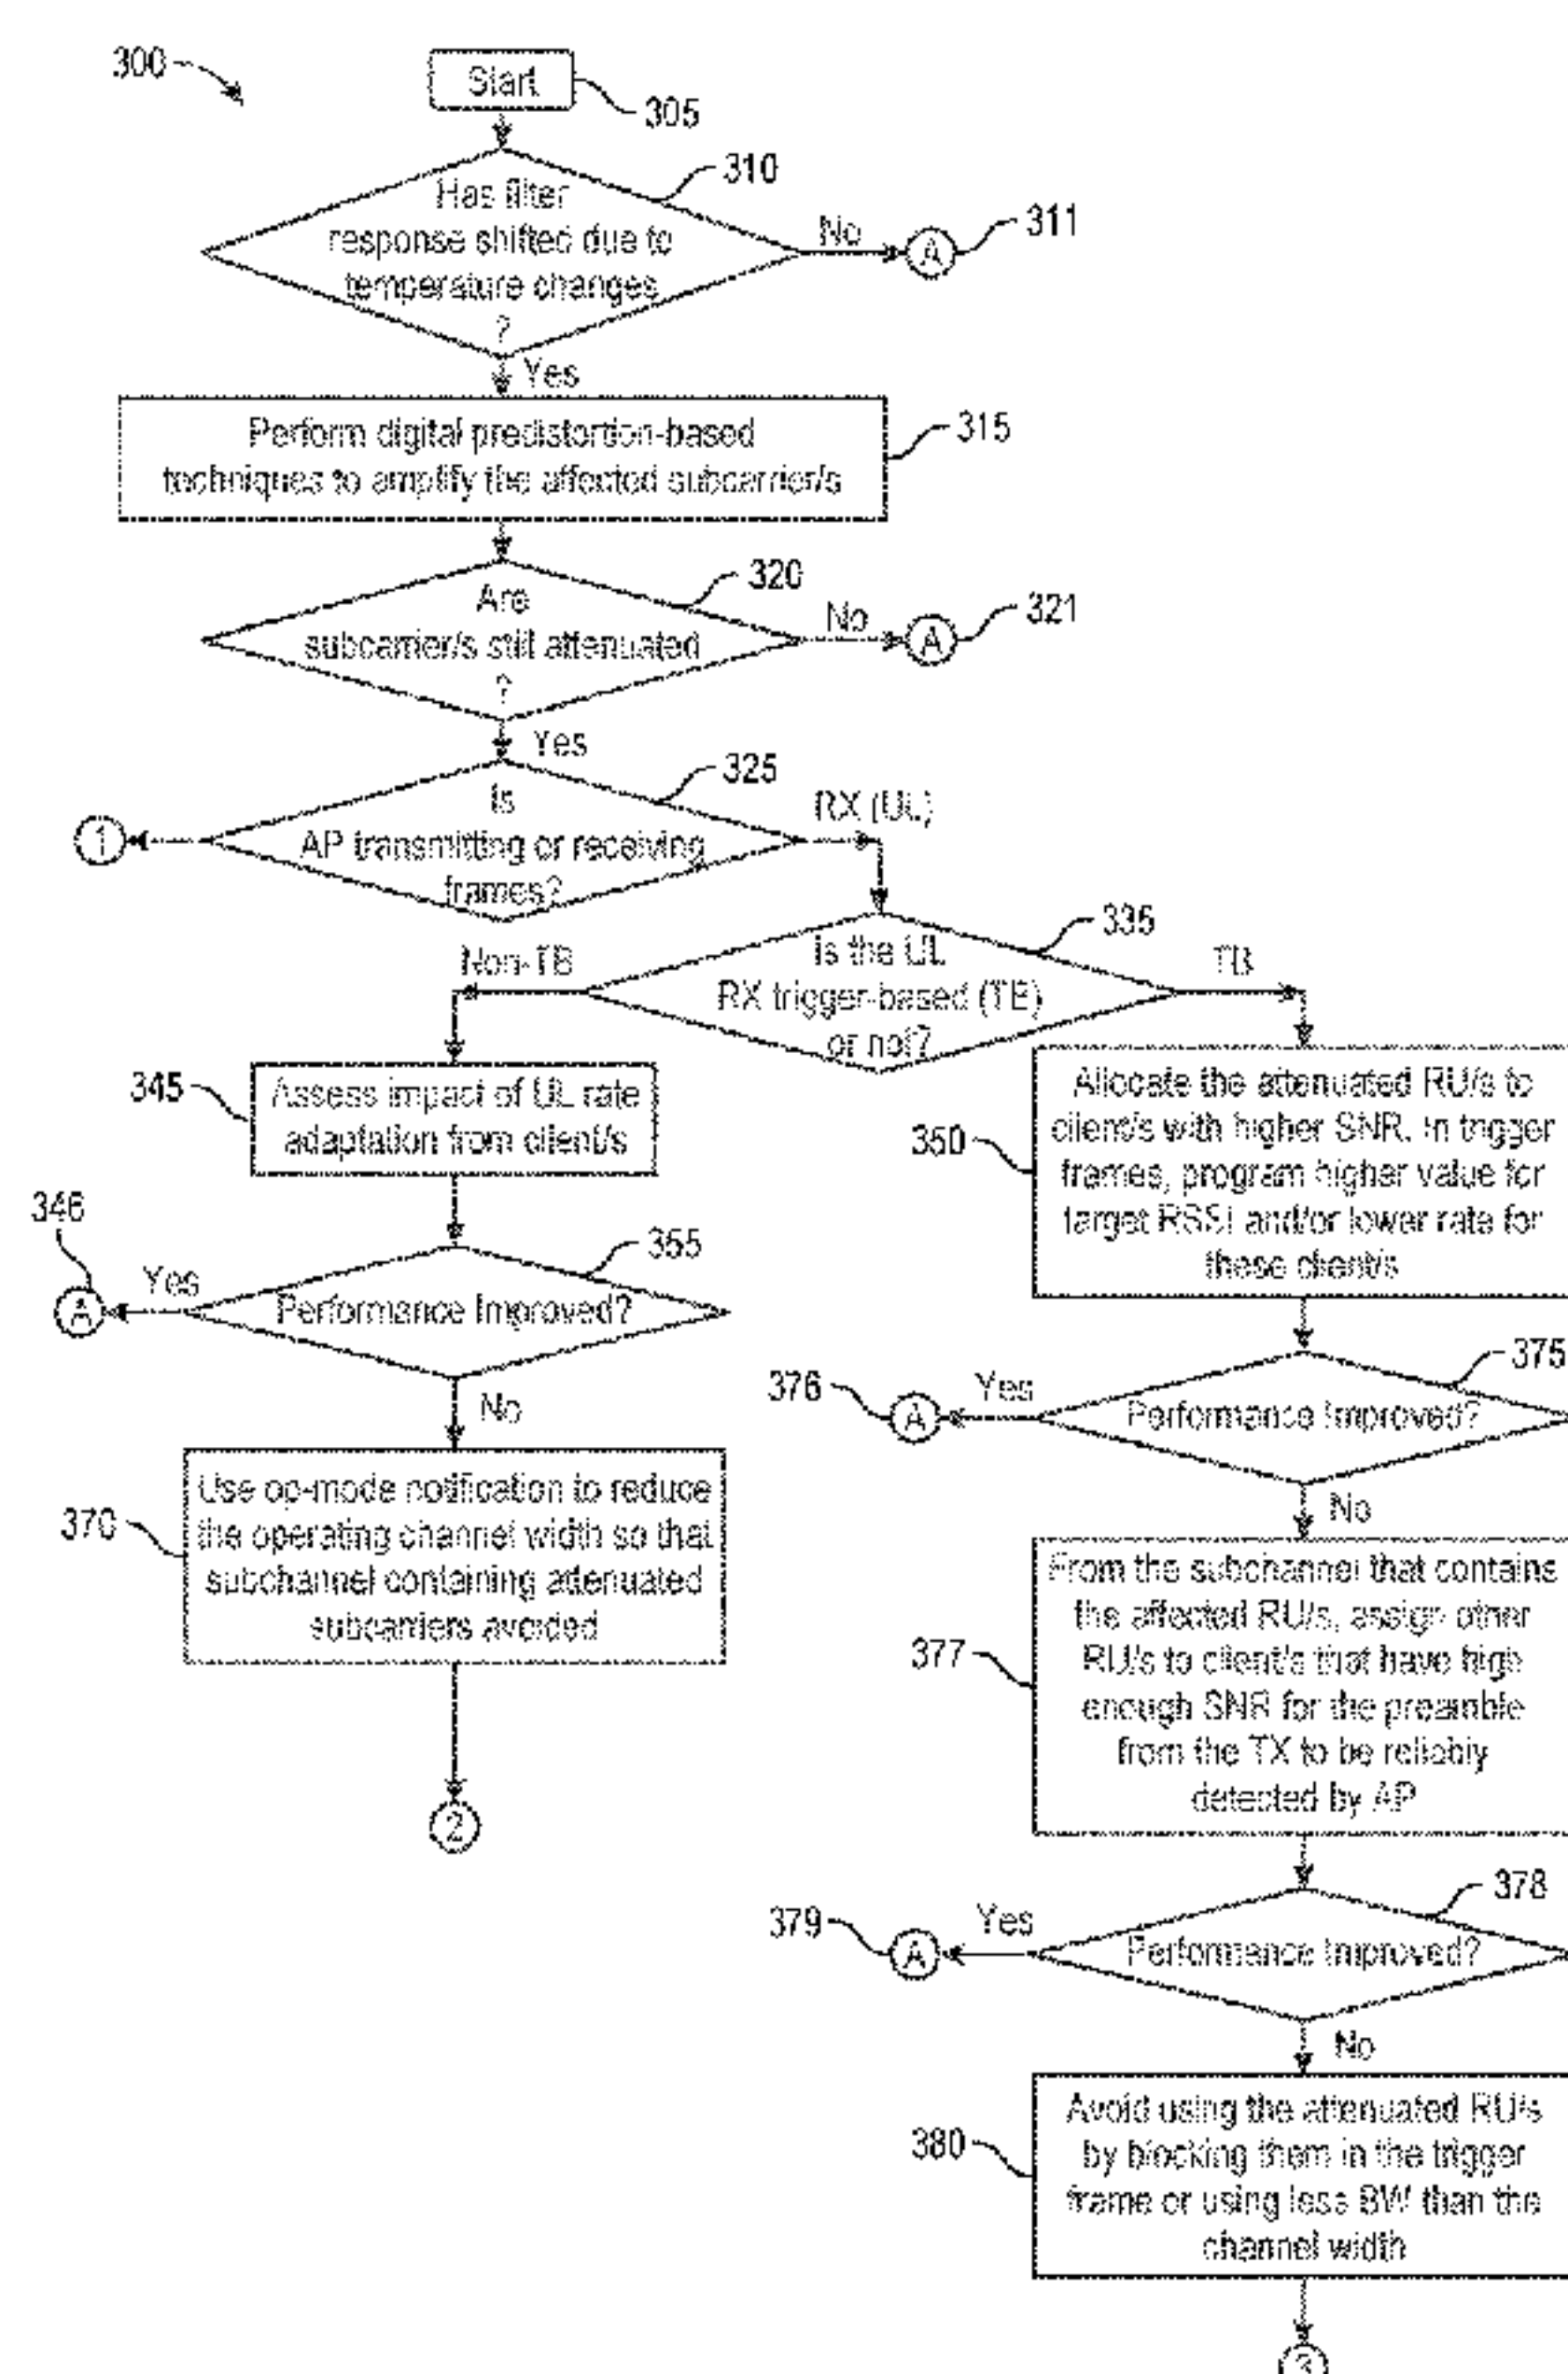 300
Start
305
310
Has filter
response shifted due to
temperature changes
?
No
A
311
Yes
Perform digital predistortion-based
techniques to amplify the affected subcarrier/s
315
320
Are
subcarrier/s still attenuated
?
No
A
321
Yes
325
Is
AP transmitting or receiving
frames?
1
RX (UL)
335
Is the UL
RX trigger-based (TB)
or not?
Non-TB
TB
345
Assess impact of UL rate
adaptation from client/s
350
Allocate the attenuated RU/s to
client/s with higher SNR. In trigger
frames, program higher value for
target RSSI and/or lower rate for
these client/s
346
A
Yes
355
Performance Improved?
No
376
A
Yes
375
Performance Improved?
No
370
Use op-mode notification to reduce
the operating channel width so that
subchannel containing attenuated
subcarriers avoided
2
377
From the subchannel that contains
the affected RU/s, assign other
RU/s to client/s that have high
enough SNR for the preamble
from the TX to be reliably
detected by AP
379
A
Yes
378
Performance Improved?
No
380
Avoid using the attenuated RU/s
by blocking them in the trigger
frame or using less BW than the
channel width
3